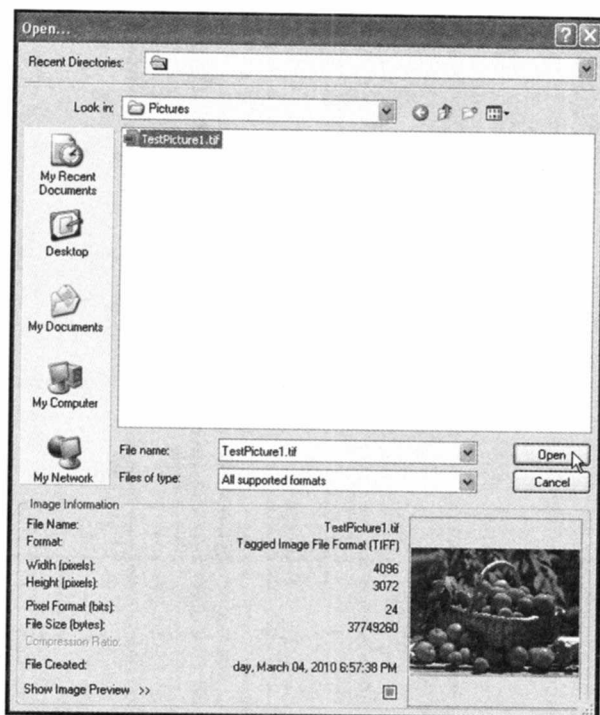 Open...
Recent Directories:
Look in: Pictures
TestPicture1.tif
My Recent
Documents
Desktop
My Documents
My Computer
My Network
File name: TestPicture1.tif Open
Files of type: All supported formats Cancel
Image Information
File Name: TestPicture1.tif
Format: Tagged Image File Format (TIFF)
Width (pixels): 4096
Height (pixels): 3072
Pixel Format (bits): 24
File Size (bytes): 37749260
Compression Ratio:
File Created: day, March 04, 2010 6:57:38 PM
Show Image Preview >>